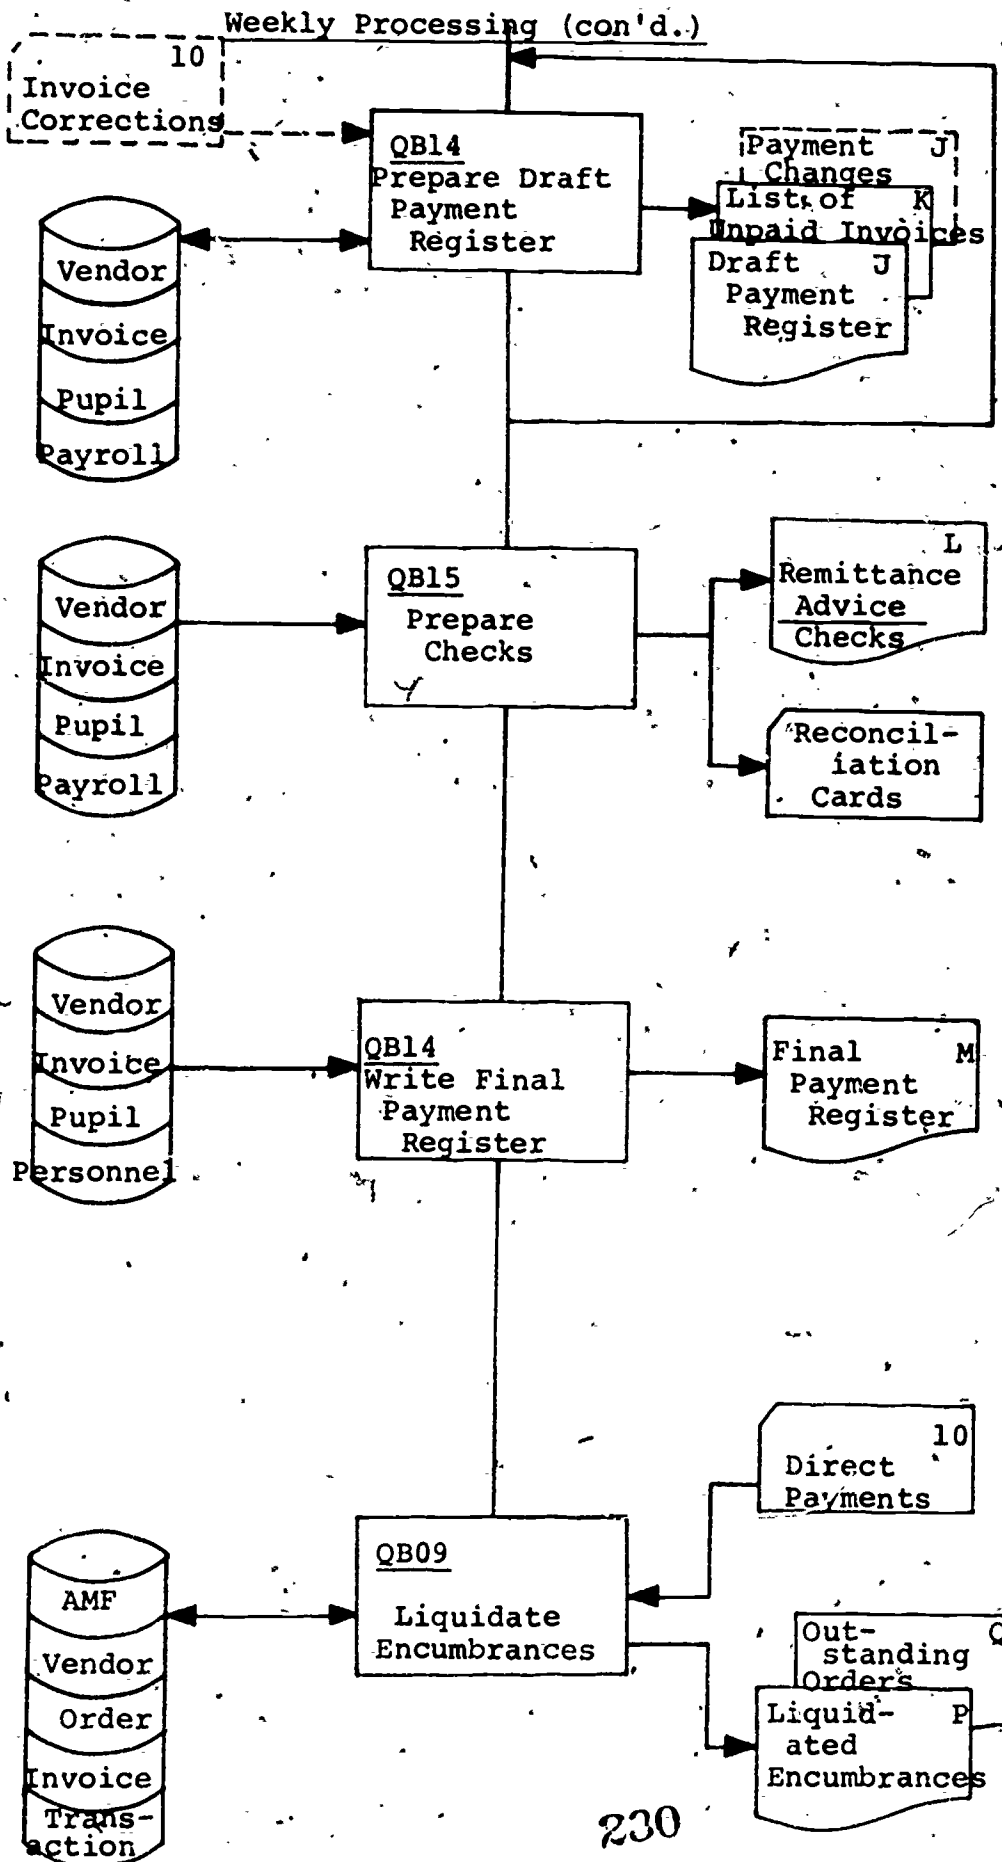 Weekly Processing (con'd.)
10
Invoice
Corrections
QB14
Prepare Draft
Payment
Register
Payment J
Changes
List of K
Unpaid Invoices
Draft J
Payment
Register
Vendor
Invoice
Pupil
Payroll
QB15
Prepare
Checks
L
Remittance
Advice
Checks
Vendor
Invoice
Pupil
Payroll
Reconcil-
iation
Cards
Vendor
Invoice
Pupil
Personnel
QB14
Write Final
Payment
Register
Final M
Payment
Register
10
Direct
Payments
QB09
Liquidate
Encumbrances
AMF
Vendor
Order
Invoice
Trans-
action
Out- Q
standing
Orders
Liquid- P
ated
Encumbrances
230